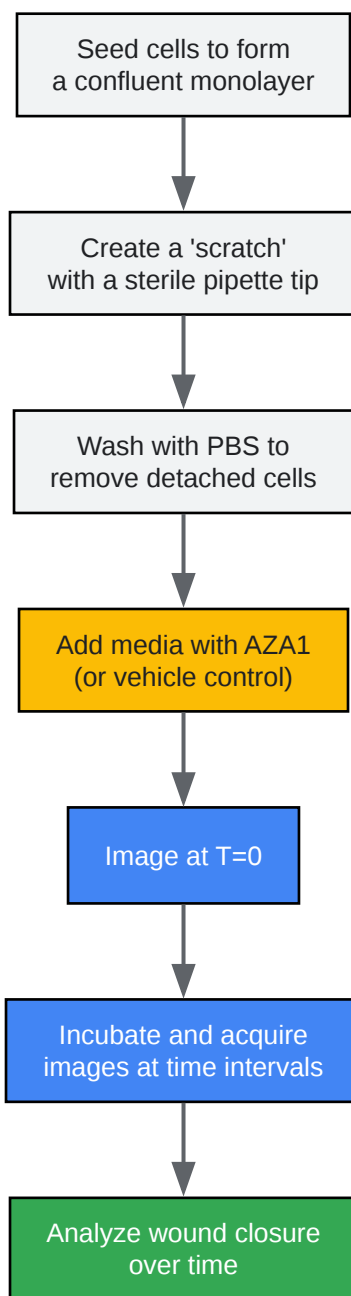 Seed cells to form
a confluent monolayer
Create a 'scratch'
with a sterile pipette tip
Wash with PBS to
remove detached cells
Add media with AZA1
(or vehicle control)
Image at T=0
Incubate and acquire
images at time intervals
Analyze wound closure
over time